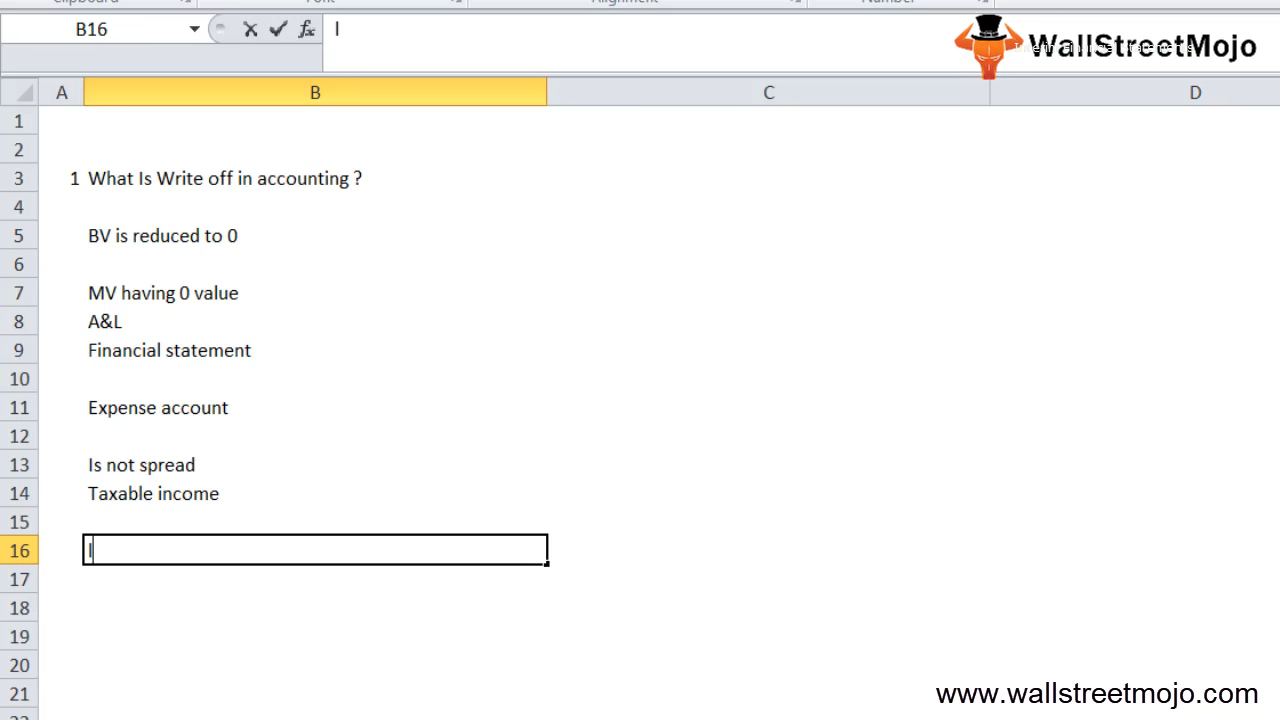 B16
fx
I
WallStreetMojo
A
B
C
D
1
2
3
1 What Is Write off in accounting ?
4
5
BV is reduced to 0
6
7
MV having 0 value
8
A&L
9
Financial statement
10
11
Expense account
12
13
Is not spread
14
Taxable income
15
16
I
17
18
19
20
21
www.wallstreetmojo.com